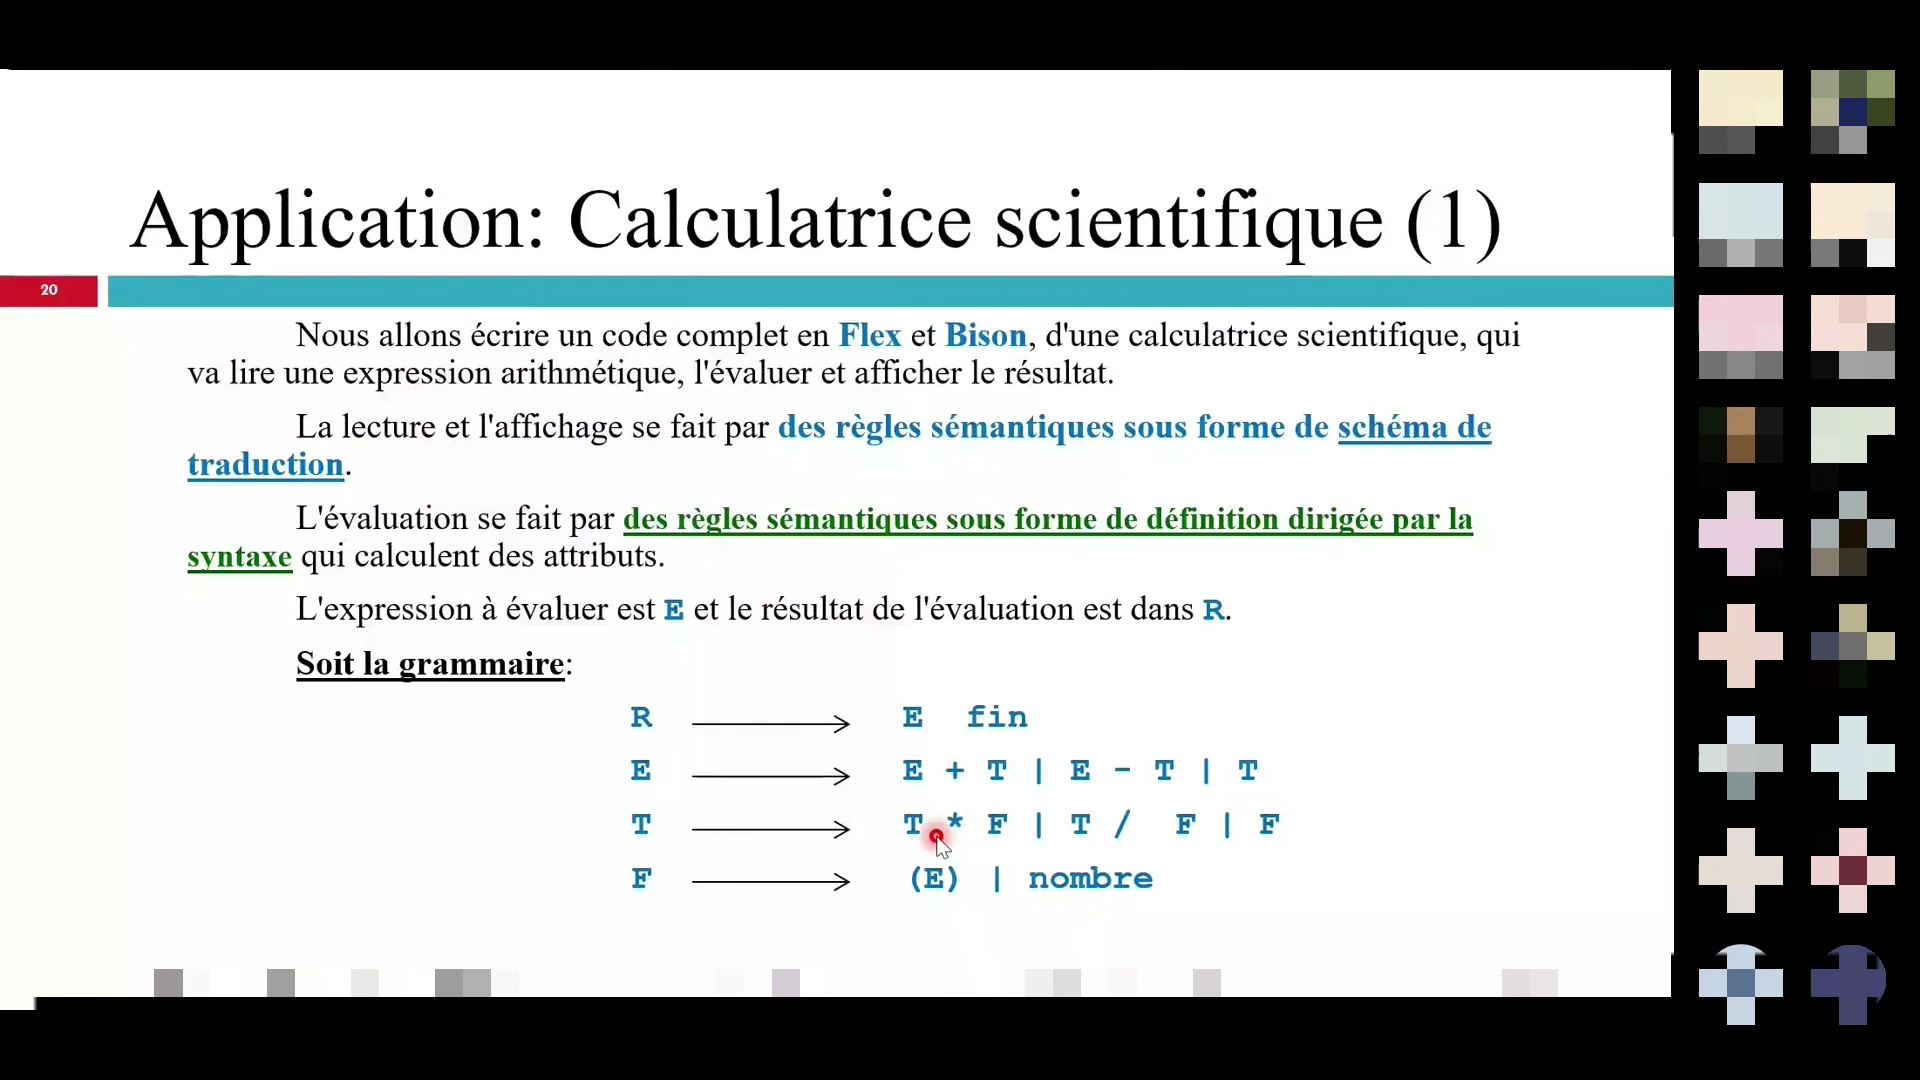 Application: Calculatrice scientifique (1)
20
Nous allons écrire un code complet en Flex et Bison, d'une calculatrice scientifique, qui
va lire une expression arithmétique, l'évaluer et afficher le résultat.
La lecture et l'affichage se fait par des règles sémantiques sous forme de schéma de
traduction.
L'évaluation se fait par des règles sémantiques sous forme de définition dirigée par la
syntaxe qui calculent des attributs.
L'expression à évaluer est E et le résultat de l'évaluation est dans R.
Soit la grammaire:
R → E fin
E → E + T | E - T | T
T → T * F | T / F | F
F → (E) | nombre